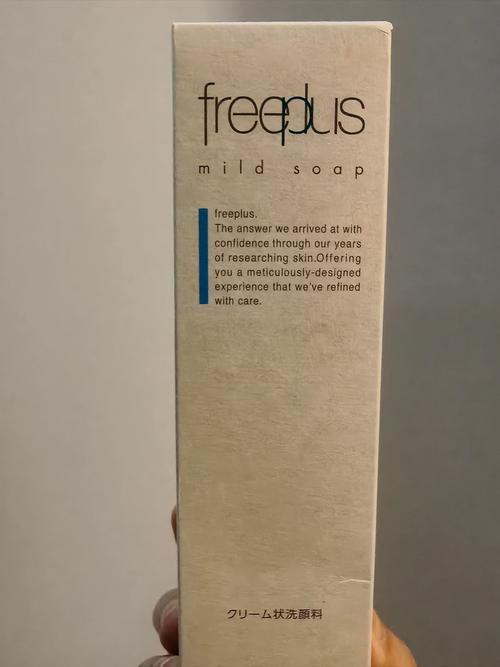 freeplus
mild soap
freeplus.
The answer we arrived at with
confidence through our years
of researching skin.Offering
you a meticulously-designed
experience that we've refined
with care.
クリーム状洗顔料